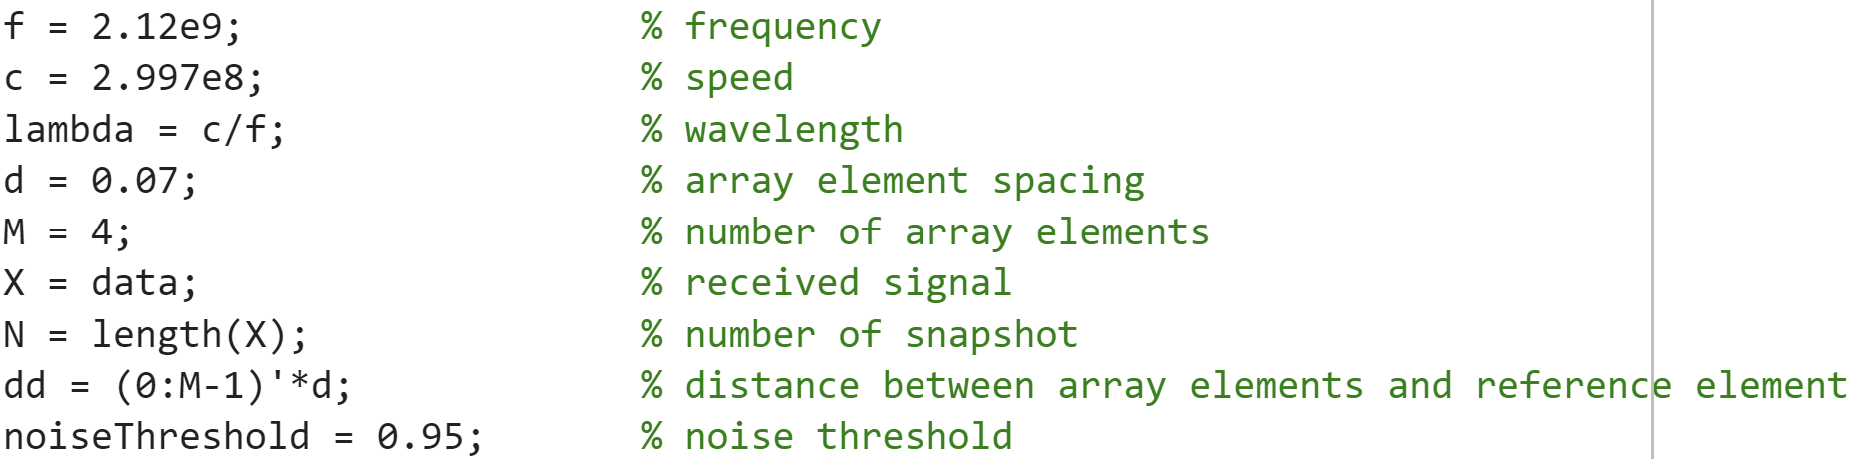 f = 2.12e9; % frequency
c = 2.997e8; % speed
lambda = c/f; % wavelength
d = 0.07; % array element spacing
M = 4; % number of array elements
X = data; % received signal
N = length(X); % number of snapshot
dd = (0:M-1)'*d; % distance between array elements and reference element
noiseThreshold = 0.95; % noise threshold